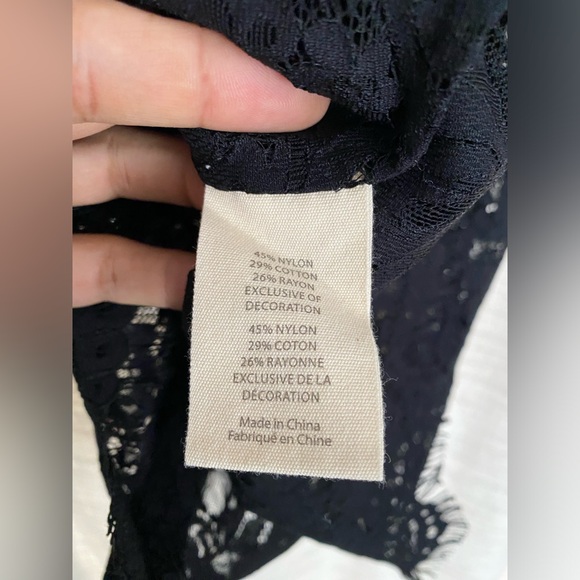 45% NYLON
29% COTTON
26% RAYON
EXCLUSIVE OF
DECORATION
45% NYLON
29% COTON
26% RAYONNE
EXCLUSIVE DE LA
DÉCORATION
Made in China
Fabriqué en Chine